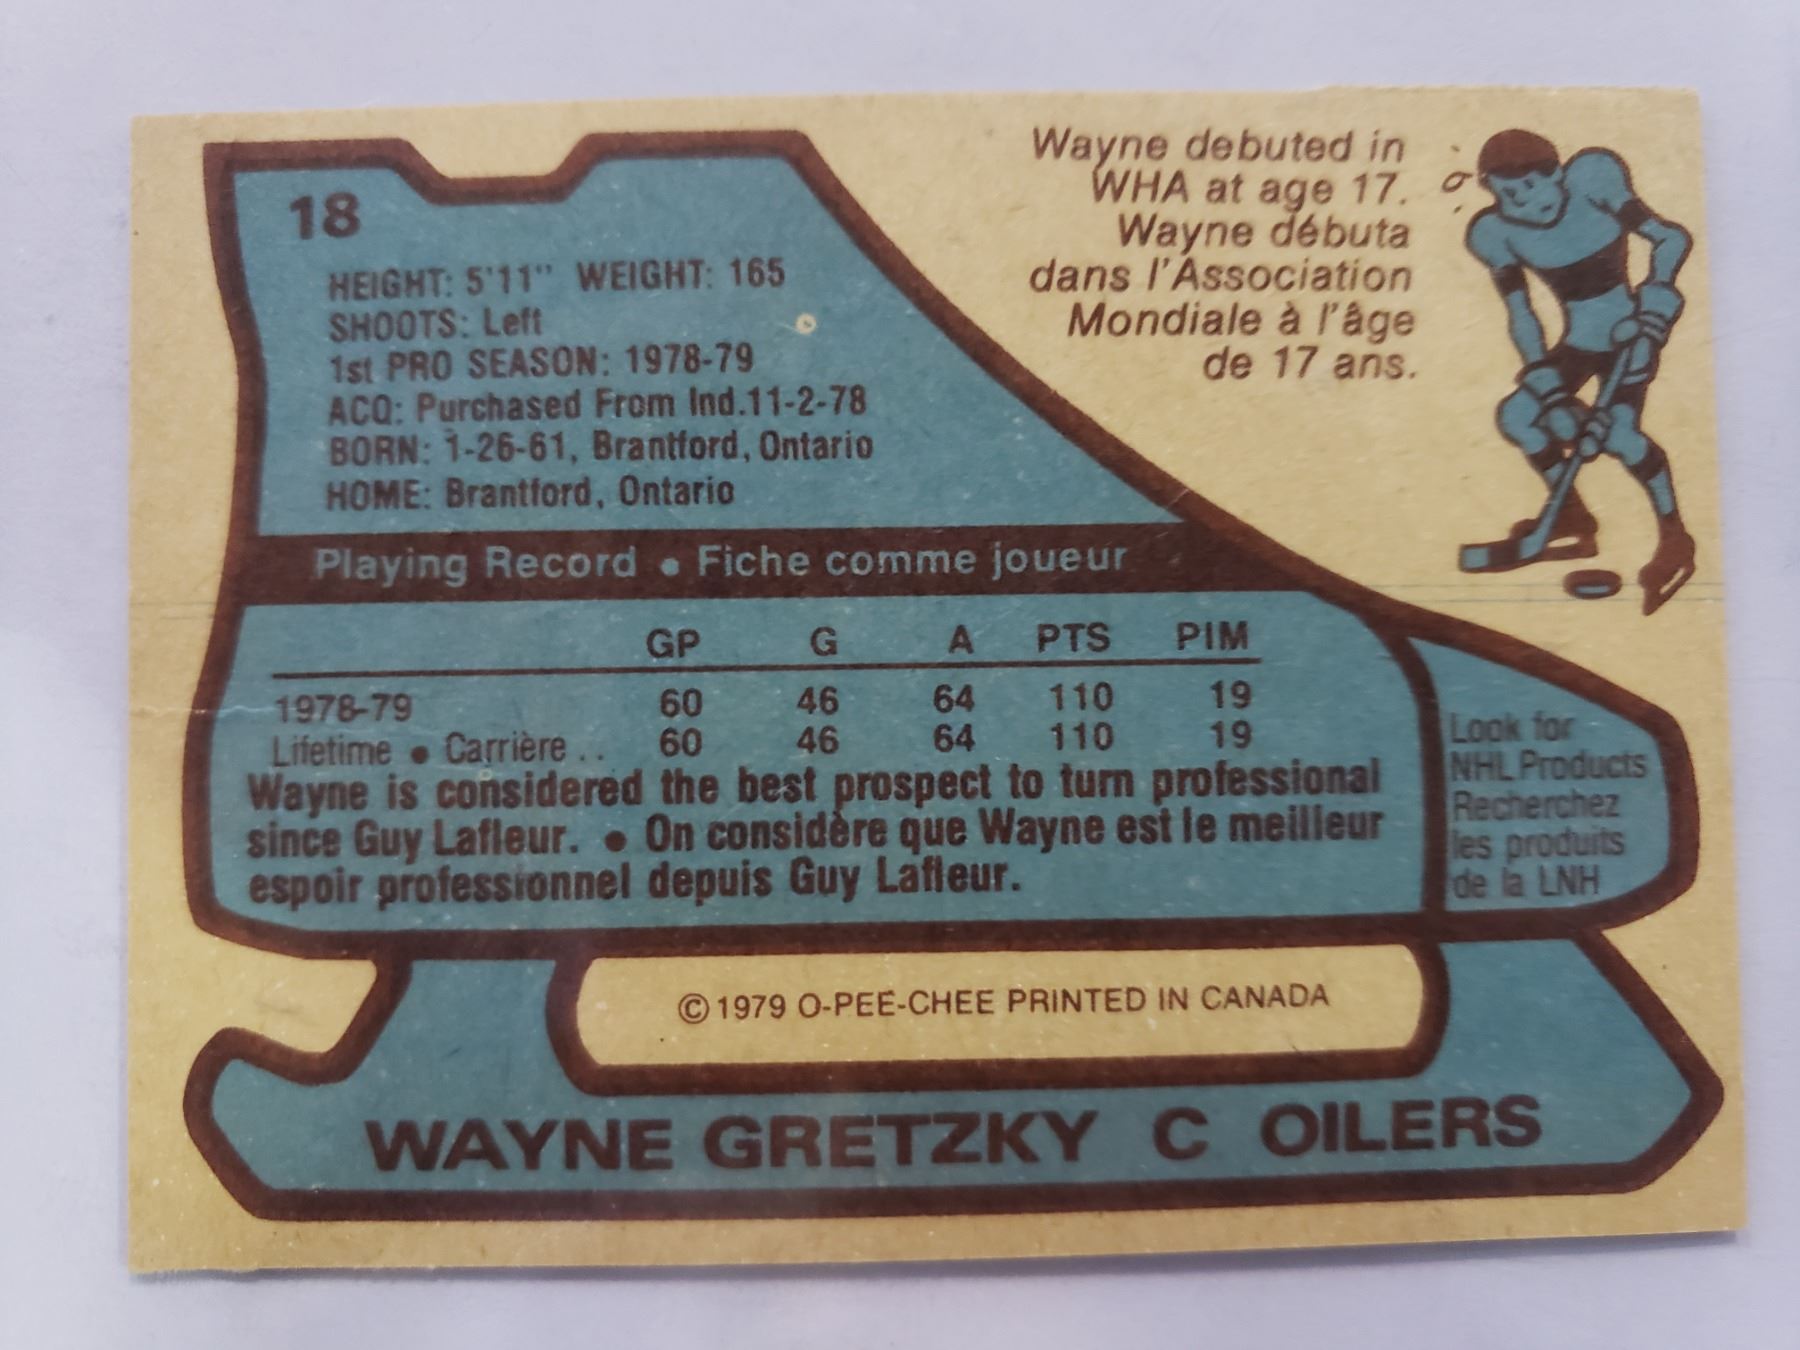 18
HEIGHT: 5'11" WEIGHT: 165
SHOOTS: Left
1st PRO SEASON: 1978-79
ACQ: Purchased From Ind.11-2-78
BORN: 1-26-61, Brantford, Ontario
HOME: Brantford, Ontario
Wayne debuted in
WHA at age 17.
Wayne débuta
dans l'Association
Mondiale à l'âge
de 17 ans.
Playing Record • Fiche comme joueur
GP G A PTS PIM
1978-79 60 46 64 110 19
Lifetime • Carrière .. 60 46 64 110 19
Wayne is considered the best prospect to turn professional
since Guy Lafleur. • On considère que Wayne est le meilleur
espoir professionnel depuis Guy Lafleur.
Look for
NHL Products
Recherchez
les produits
de la LNH
©1979 O-PEE-CHEE PRINTED IN CANADA
WAYNE GRETZKY C OILERS